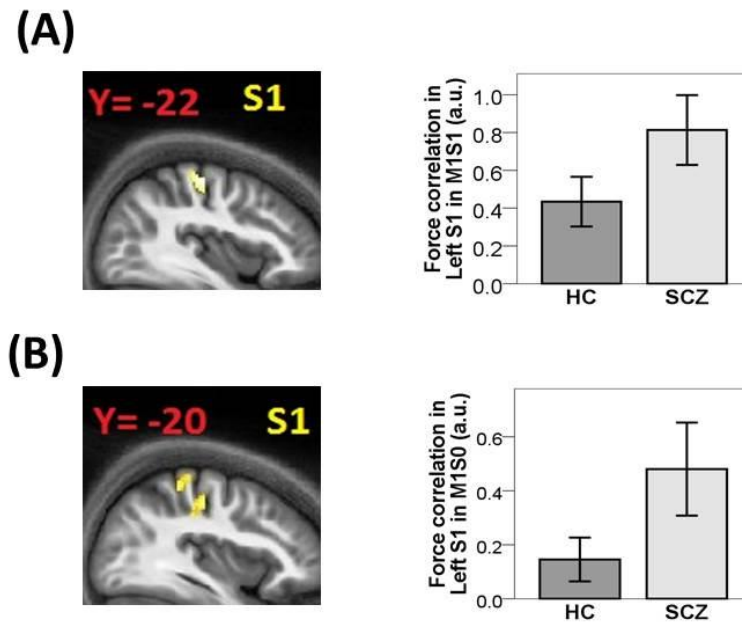 (A)
Y= -22 S1
Force correlation in
Left S1 in M1S1 (a.u.)
1.0
0.8
0.6
0.4
0.2
0.0
HC SCZ
(B)
Y= -20 S1
Force correlation in
Left S1 in M1S0 (a.u.)
0.6
0.4
0.2
0.0
HC SCZ